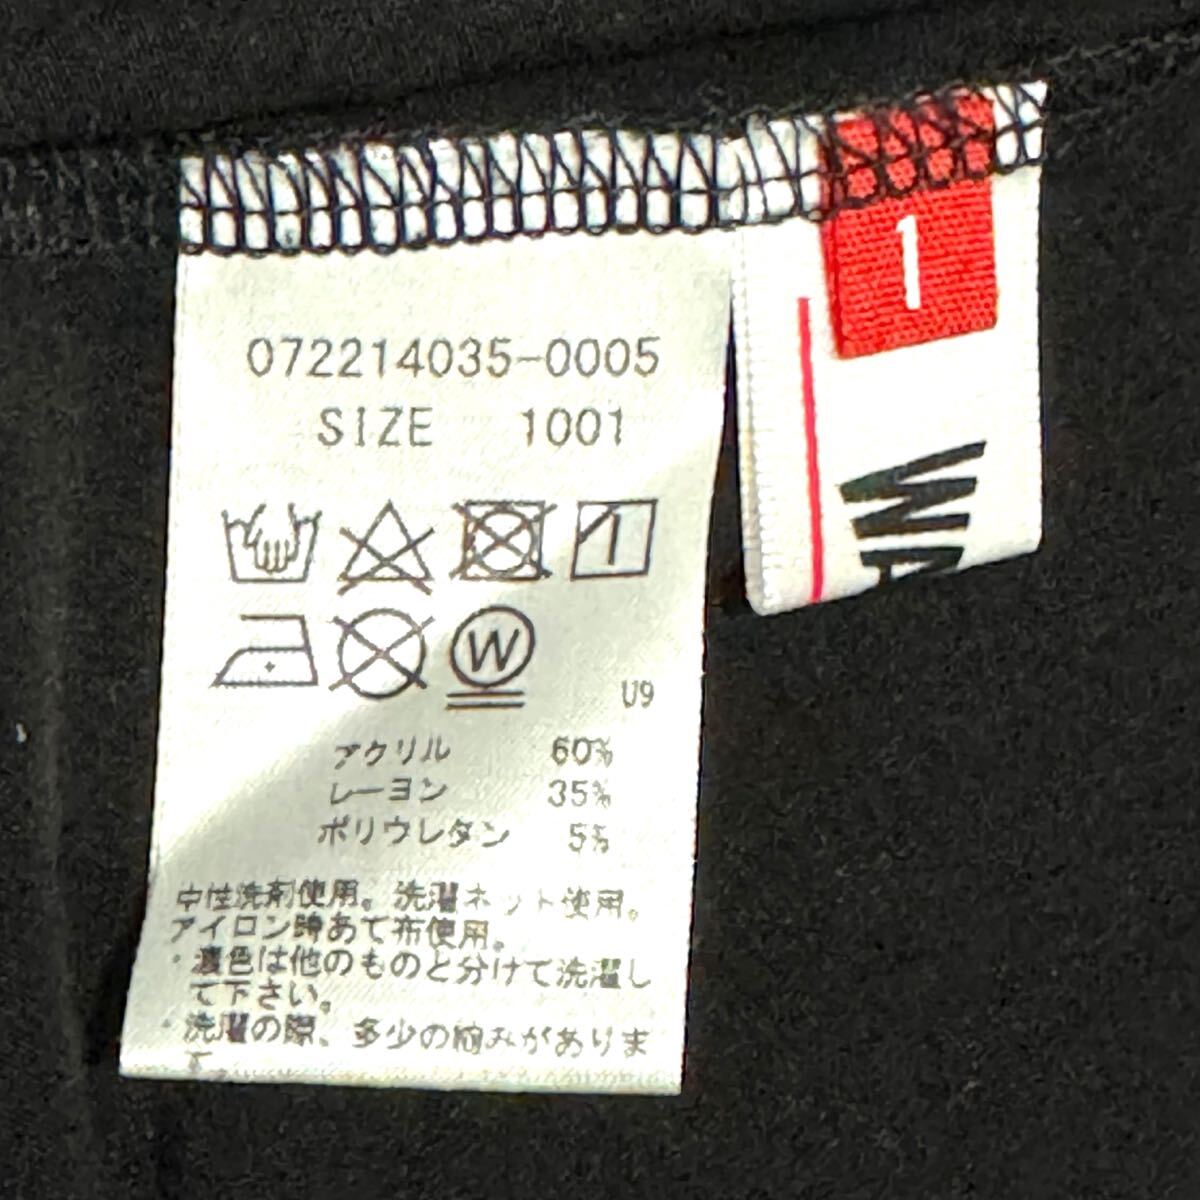 072214035-0005
SIZE 1001
U9
アクリル 60%
レーヨン 35%
ポリウレタン 5%
中性洗剤使用。洗濯ネット使用。
アイロン時あて布使用。
・濃色は他のものと分けて洗濯し
て下さい。
・洗濯の際、多少の縮みがありま
す。
1
WA